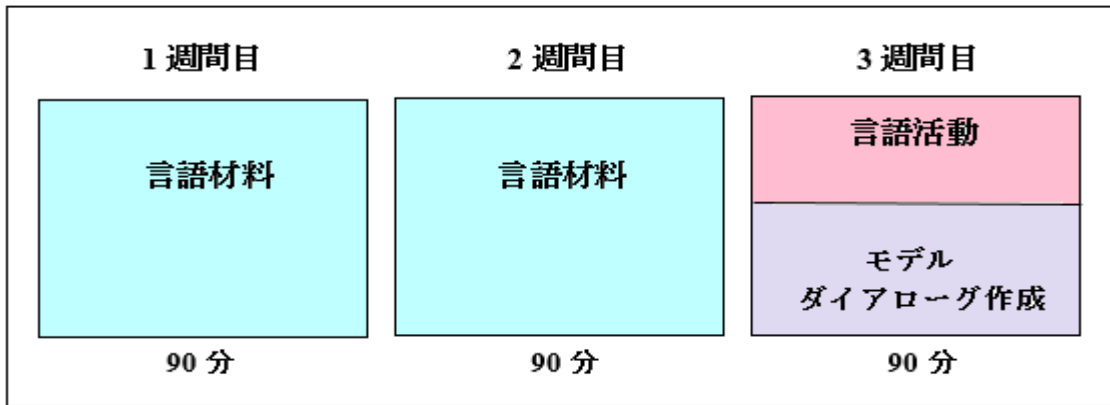 1 週間目
2 週間目
3 週間目
言語材料
言語材料
言語活動
モデル
ダイアローグ作成
90 分
90 分
90 分